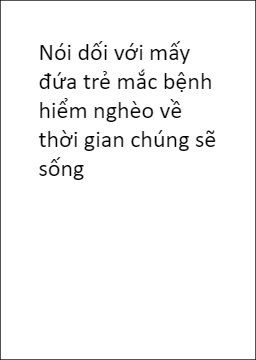 Nói dối với mấy
đứa trẻ mắc bệnh
hiểm nghèo về
thời gian chúng sẽ
sống